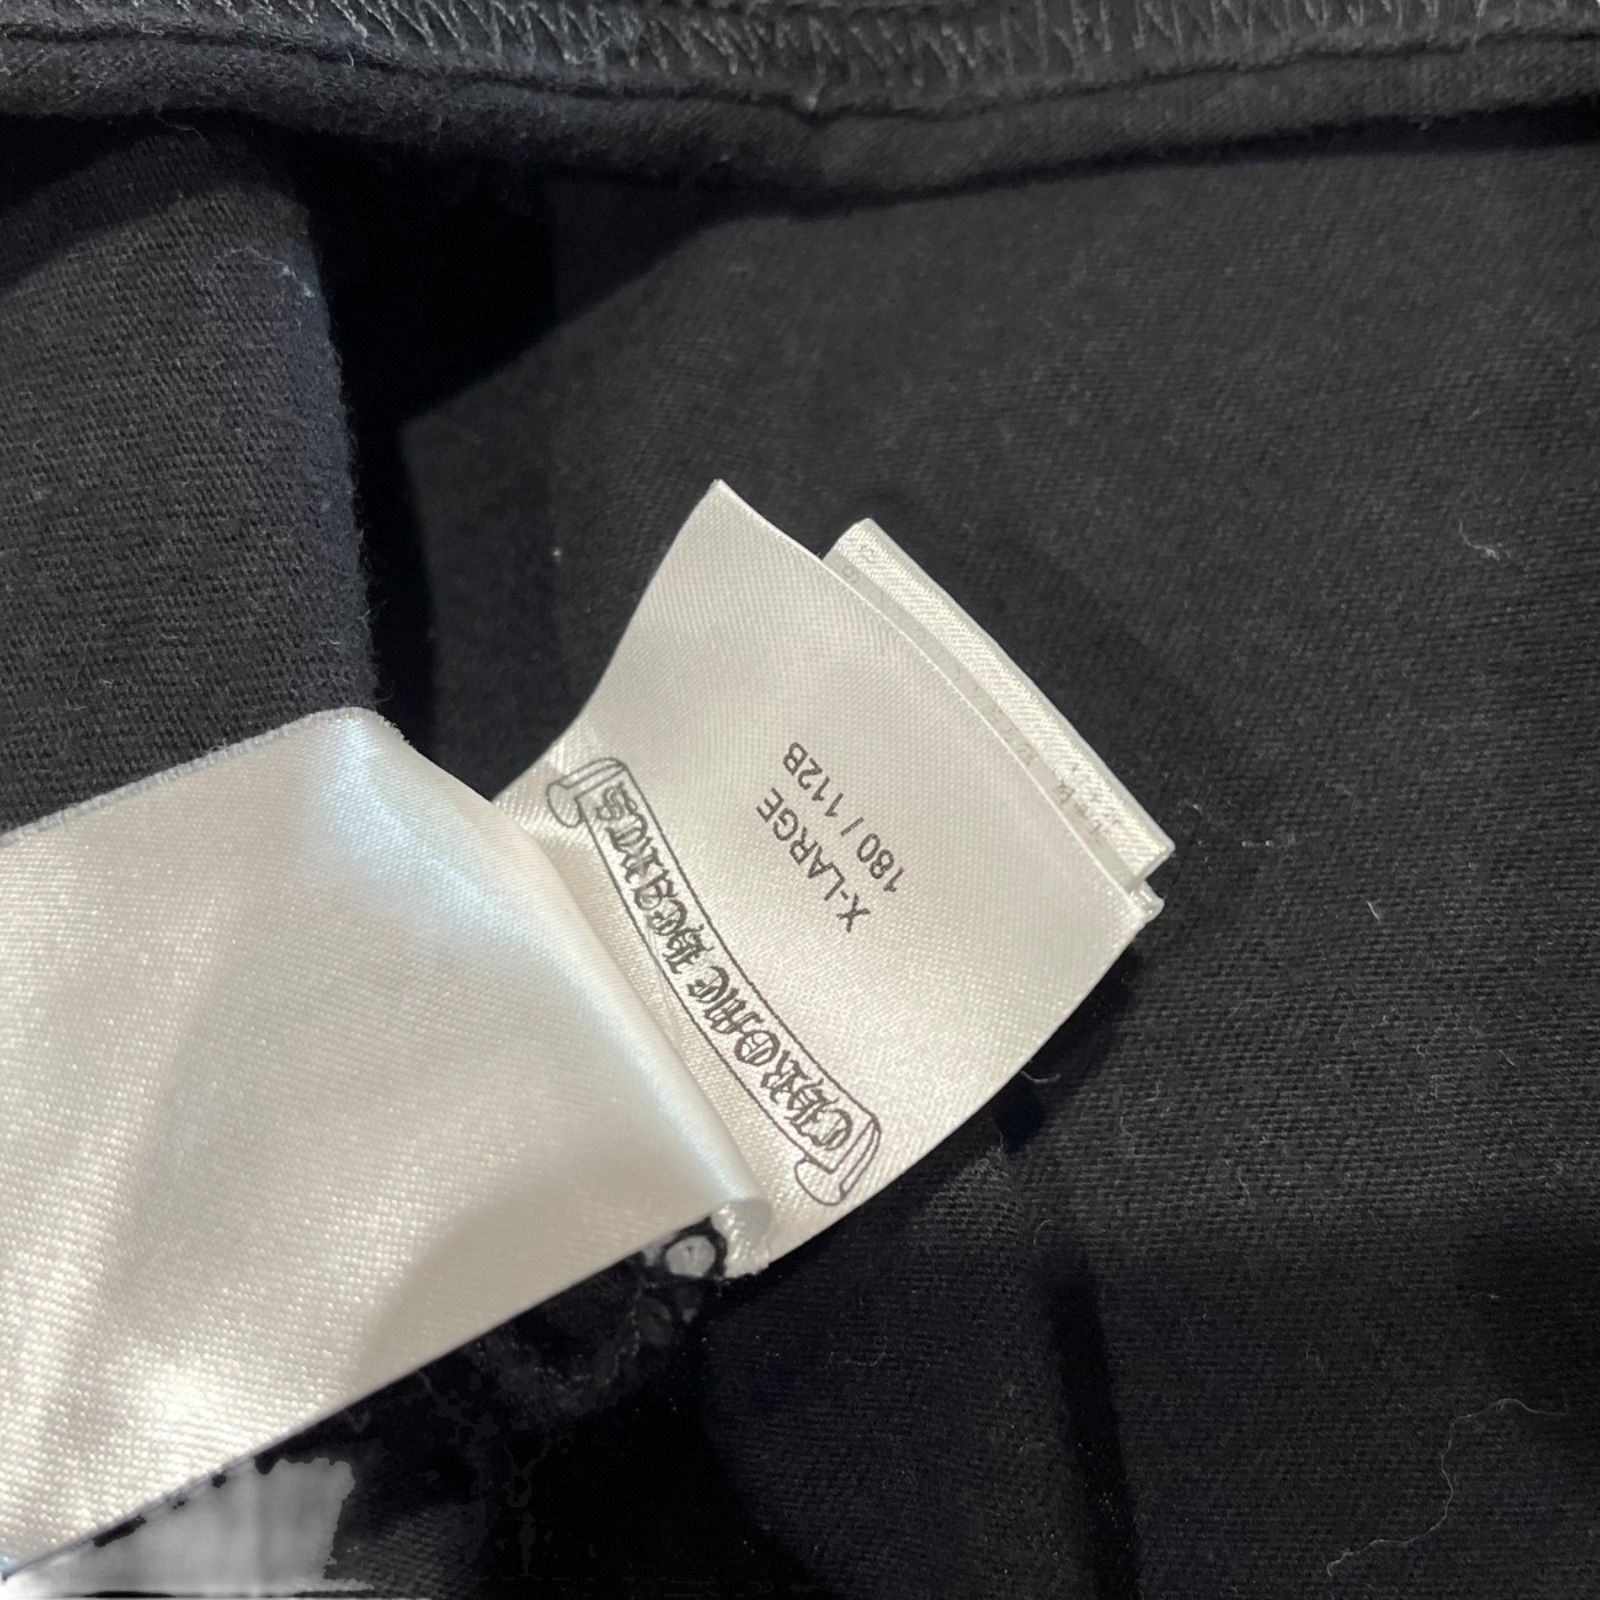 CHROME HEARTS
X-LARGE
180 / 112B